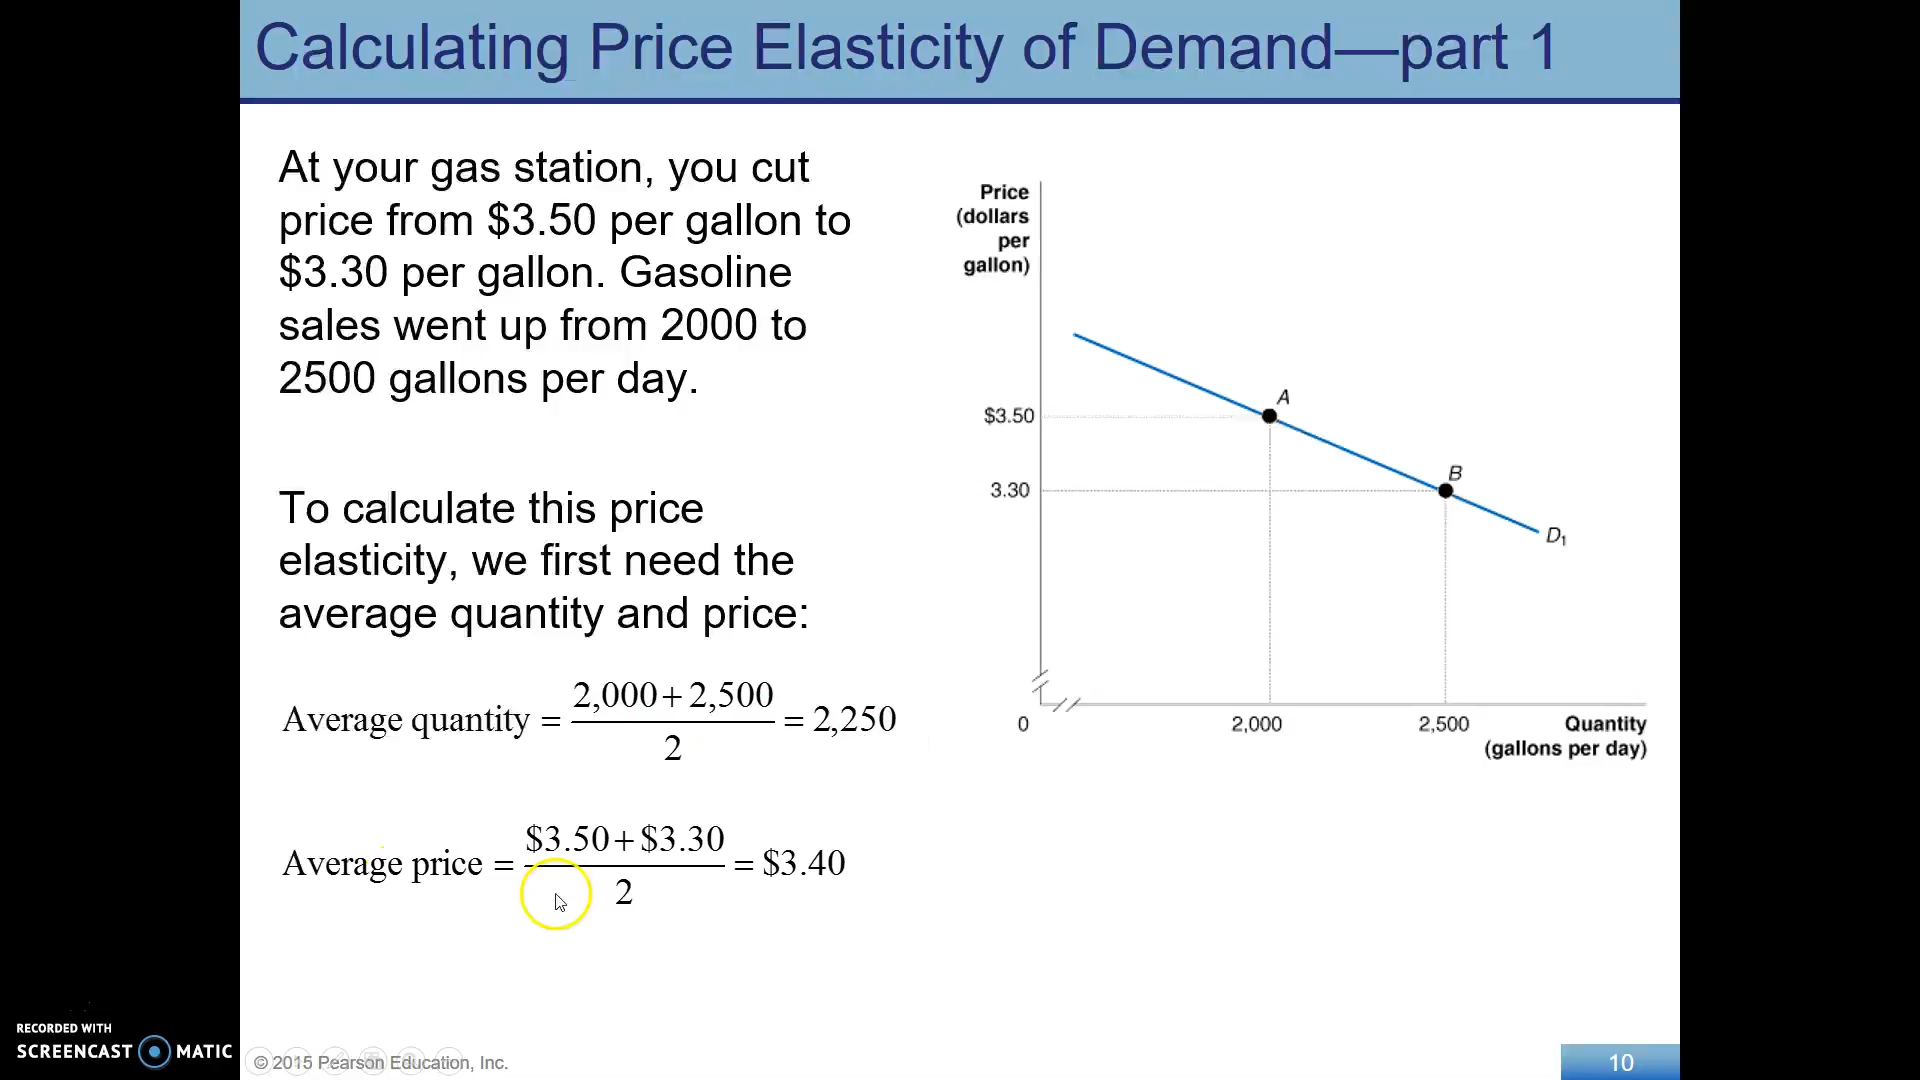 Calculating Price Elasticity of Demand—part 1
At your gas station, you cut
price from $3.50 per gallon to
$3.30 per gallon. Gasoline
sales went up from 2000 to
2500 gallons per day.
To calculate this price
elasticity, we first need the
average quantity and price:
Average quantity = 2,000+2,500 / 2 = 2,250
Average price = $3.50+$3.30 / 2 = $3.40
Price
(dollars
per
gallon)
A
$3.50
B
3.30
D₁
0
2,000
2,500
Quantity
(gallons per day)
RECORDED WITH
SCREENCAST MATIC
© 2015 Pearson Education, Inc.
10